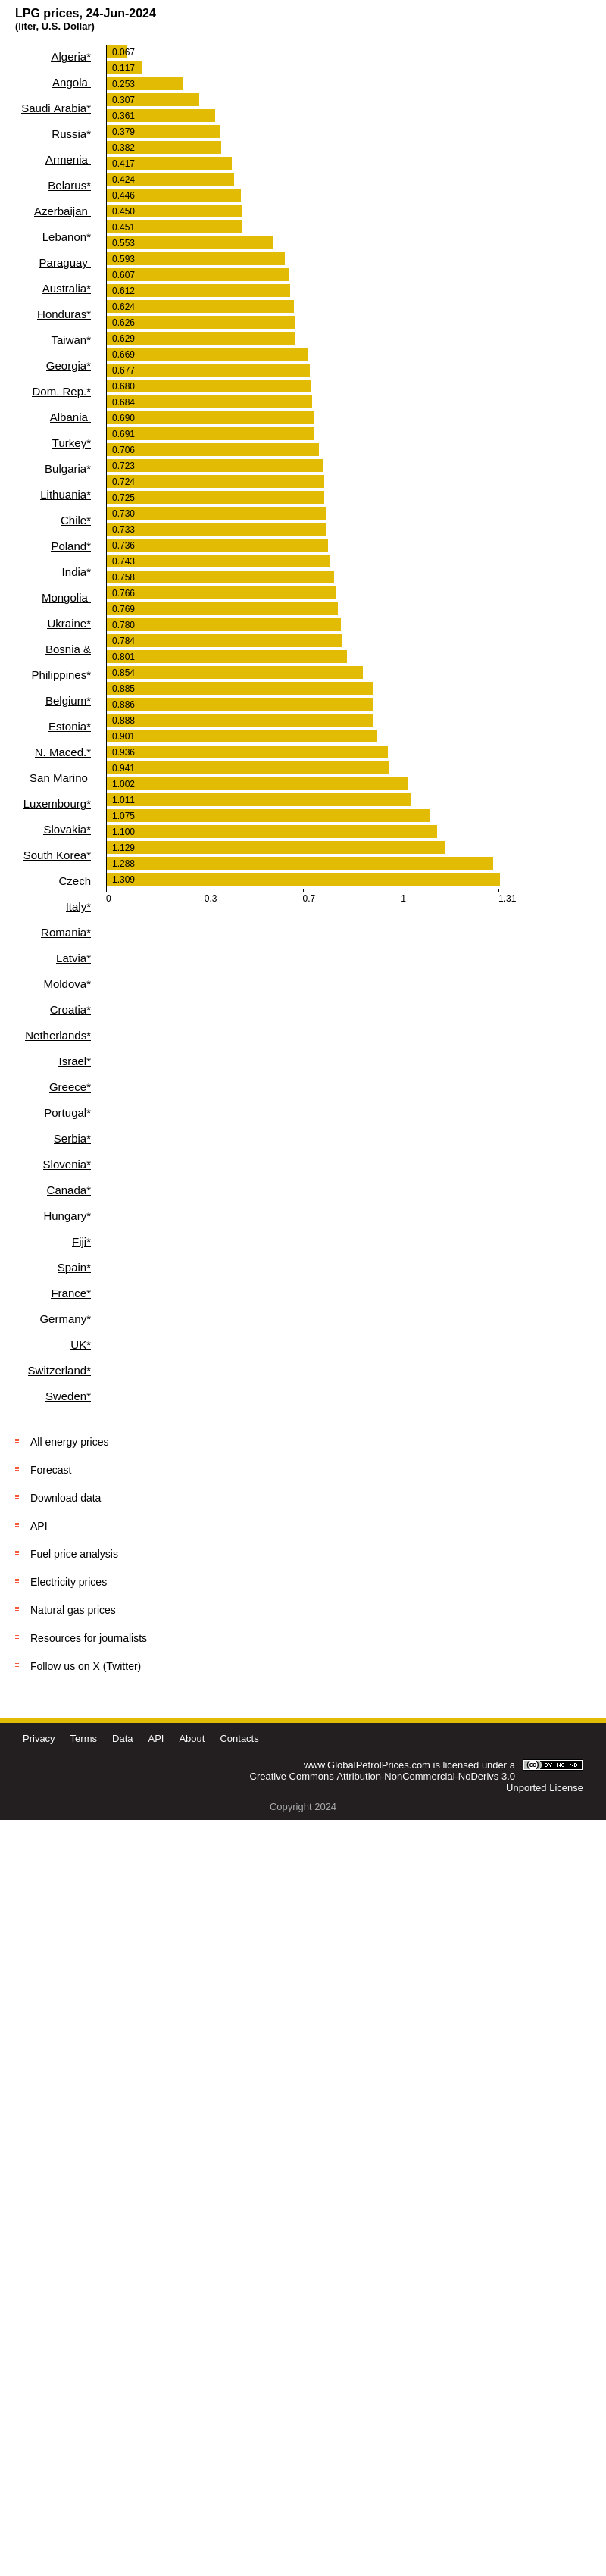 LPG prices, 24-Jun-2024
(liter, U.S. Dollar)
Algeria*
Angola
Saudi Arabia*
Russia*
Armenia
Belarus*
Azerbaijan
Lebanon*
Paraguay
Australia*
Honduras*
Taiwan*
Georgia*
Dom. Rep.*
Albania
Turkey*
Bulgaria*
Lithuania*
Chile*
Poland*
India*
Mongolia
Ukraine*
Bosnia &
Philippines*
Belgium*
Estonia*
N. Maced.*
San Marino
Luxembourg*
Slovakia*
South Korea*
Czech
Italy*
Romania*
Latvia*
Moldova*
Croatia*
Netherlands*
Israel*
Greece*
Portugal*
Serbia*
Slovenia*
Canada*
Hungary*
Fiji*
Spain*
France*
Germany*
UK*
Switzerland*
Sweden*
0.067
0.117
0.253
0.307
0.361
0.379
0.382
0.417
0.424
0.446
0.450
0.451
0.553
0.593
0.607
0.612
0.624
0.626
0.629
0.669
0.677
0.680
0.684
0.690
0.691
0.706
0.723
0.724
0.725
0.730
0.733
0.736
0.743
0.758
0.766
0.769
0.780
0.784
0.801
0.854
0.885
0.886
0.888
0.901
0.936
0.941
1.002
1.011
1.075
1.100
1.129
1.288
1.309
0 0.3 0.7 1 1.31
All energy prices
Forecast
Download data
API
Fuel price analysis
Electricity prices
Natural gas prices
Resources for journalists
Follow us on X (Twitter)
Privacy Terms Data API About Contacts
www.GlobalPetrolPrices.com is licensed under a
Creative Commons Attribution-NonCommercial-NoDerivs 3.0
Unported License
cc BY-NC-ND
Copyright 2024